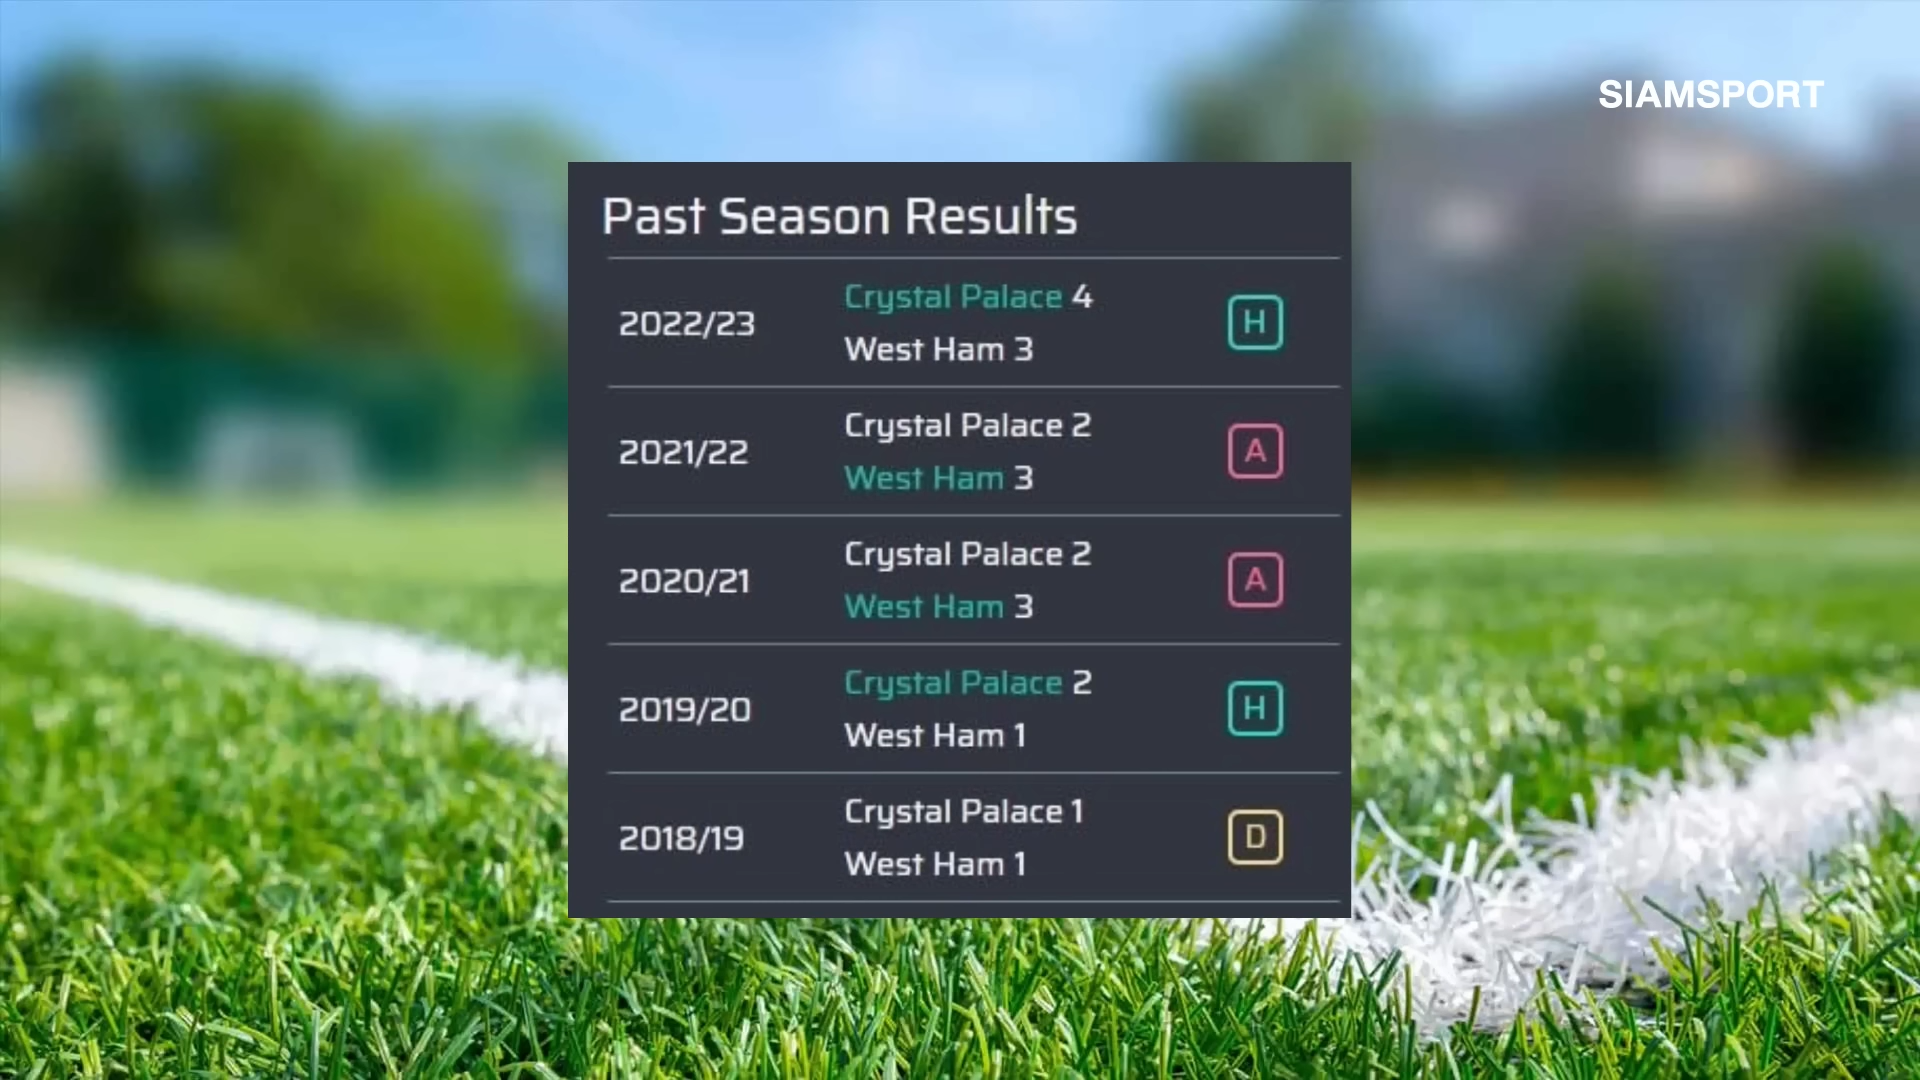 SIAMSPORT
Past Season Results
2022/23
Crystal Palace 4
West Ham 3
H
2021/22
Crystal Palace 2
West Ham 3
A
2020/21
Crystal Palace 2
West Ham 3
A
2019/20
Crystal Palace 2
West Ham 1
H
2018/19
Crystal Palace 1
West Ham 1
D